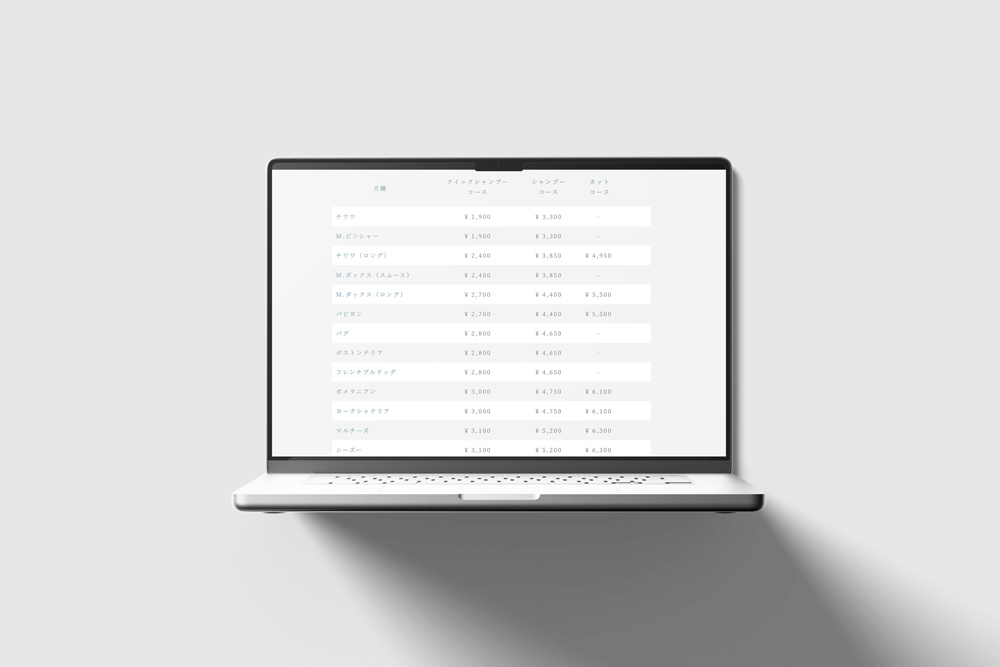 犬種 クイックシャンプー シャンプー カット
コース コース コース
チワワ ¥ 1,900 ¥ 3,300 -
M.ピンシャー ¥ 1,900 ¥ 3,300 -
チワワ（ロング） ¥ 2,400 ¥ 3,850 ¥ 4,950
M.ダックス（スムース） ¥ 2,400 ¥ 3,850 -
M.ダックス（ロング） ¥ 2,700 ¥ 4,400 ¥ 5,500
パピヨン ¥ 2,700 ¥ 4,400 ¥ 5,500
パグ ¥ 2,800 ¥ 4,650 -
ボストンテリア ¥ 2,800 ¥ 4,650 -
フレンチブルドッグ ¥ 2,800 ¥ 4,650 -
ポメラニアン ¥ 3,000 ¥ 4,750 ¥ 6,100
ヨークシャテリア ¥ 3,000 ¥ 4,750 ¥ 6,100
マルチーズ ¥ 3,100 ¥ 5,200 ¥ 6,300
シーズー ¥ 3,100 ¥ 5,200 ¥ 6,300